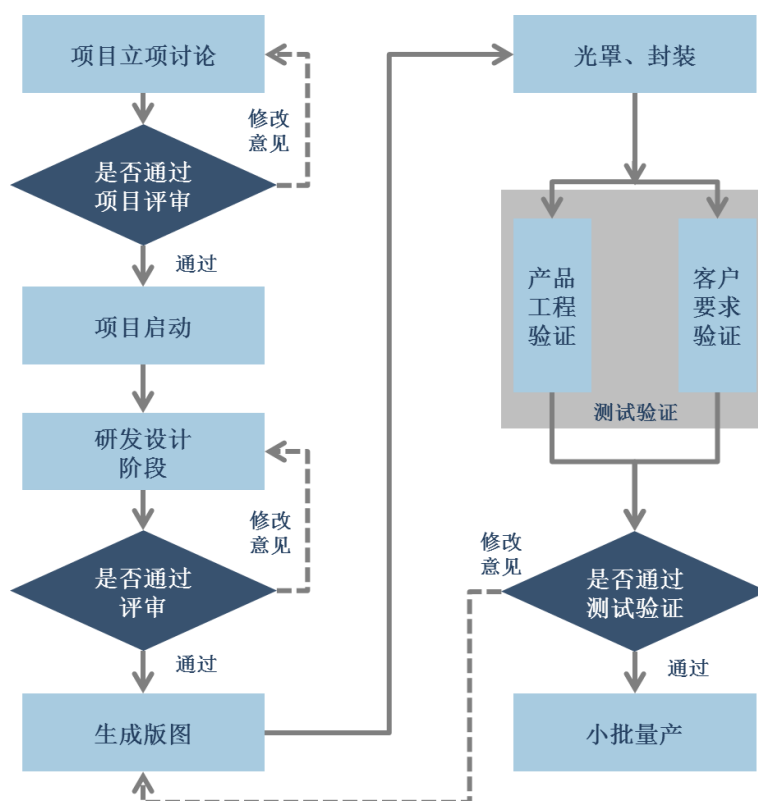 项目立项讨论
修改
意见
是否通过
项目评审
通过
项目启动
研发设计
阶段
修改
意见
是否通过
评审
通过
生成版图
光罩、封装
产品
工程
验证
客户
要求
验证
测试验证
修改
意见
是否通过
测试验证
通过
小批量产